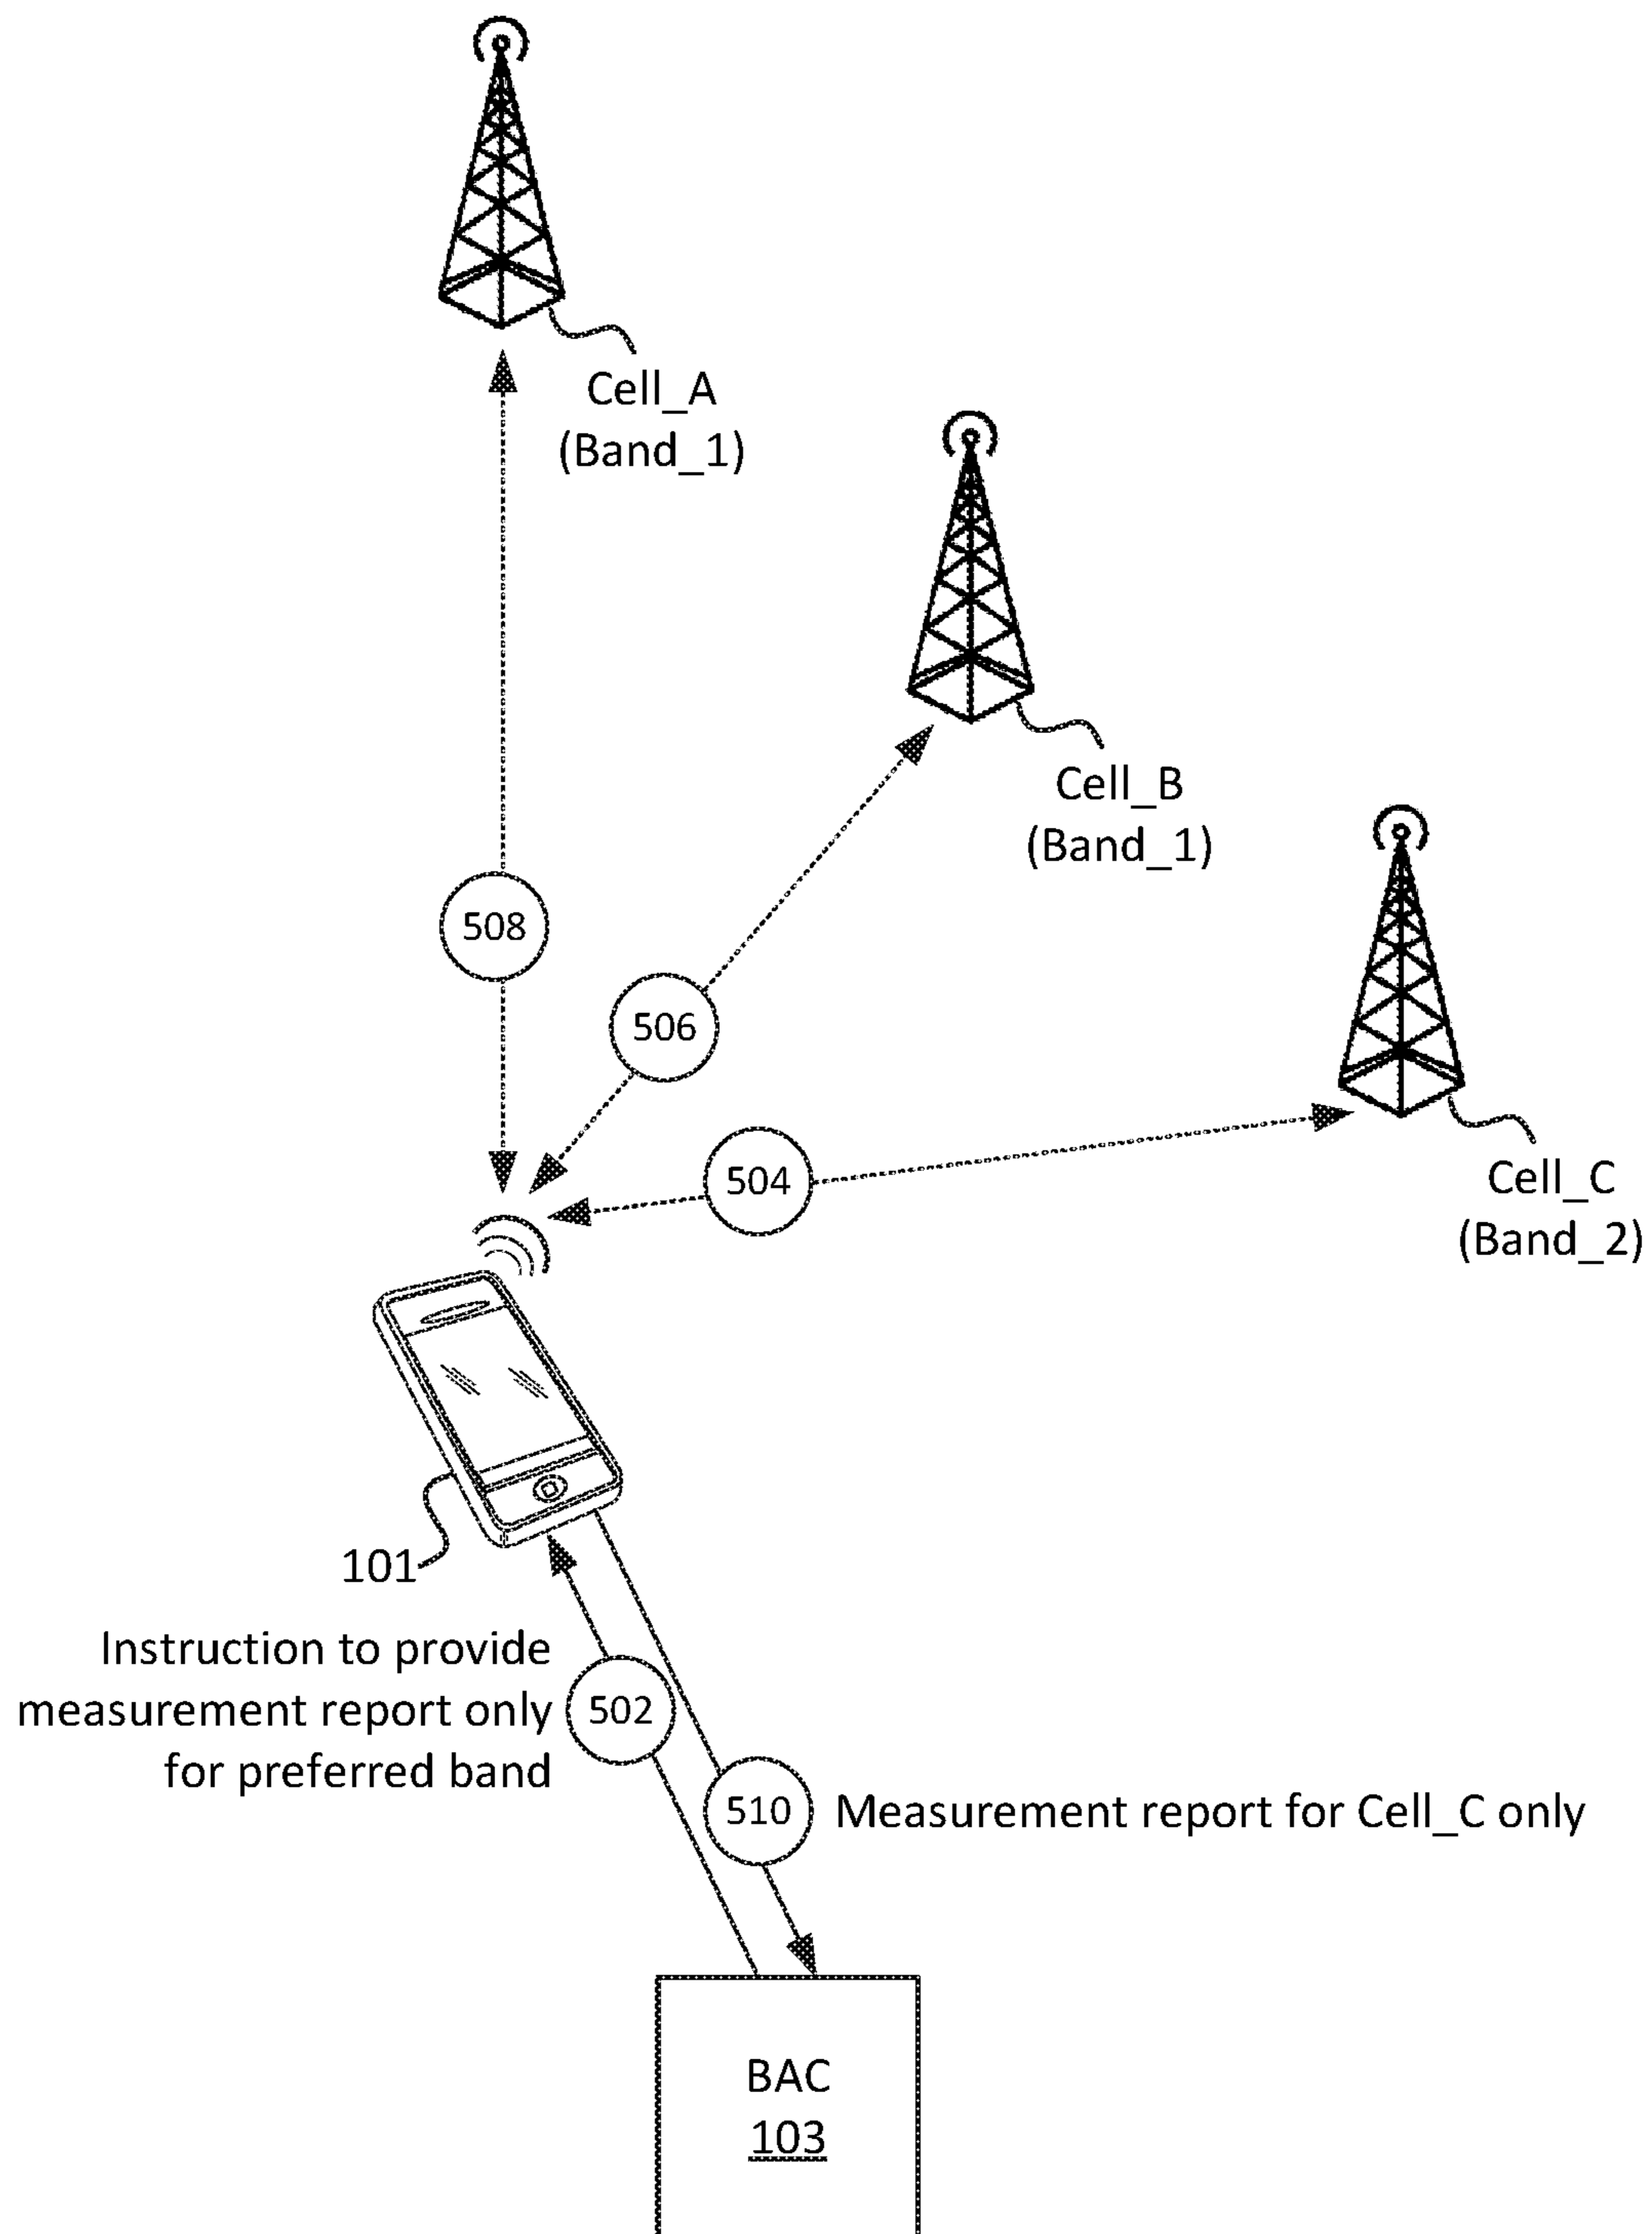 Cell_A
(Band_1)
Cell_B
(Band_1)
508
506
504
Cell_C
(Band_2)
101
Instruction to provide
measurement report only
for preferred band
502
510
Measurement report for Cell_C only
BAC
103